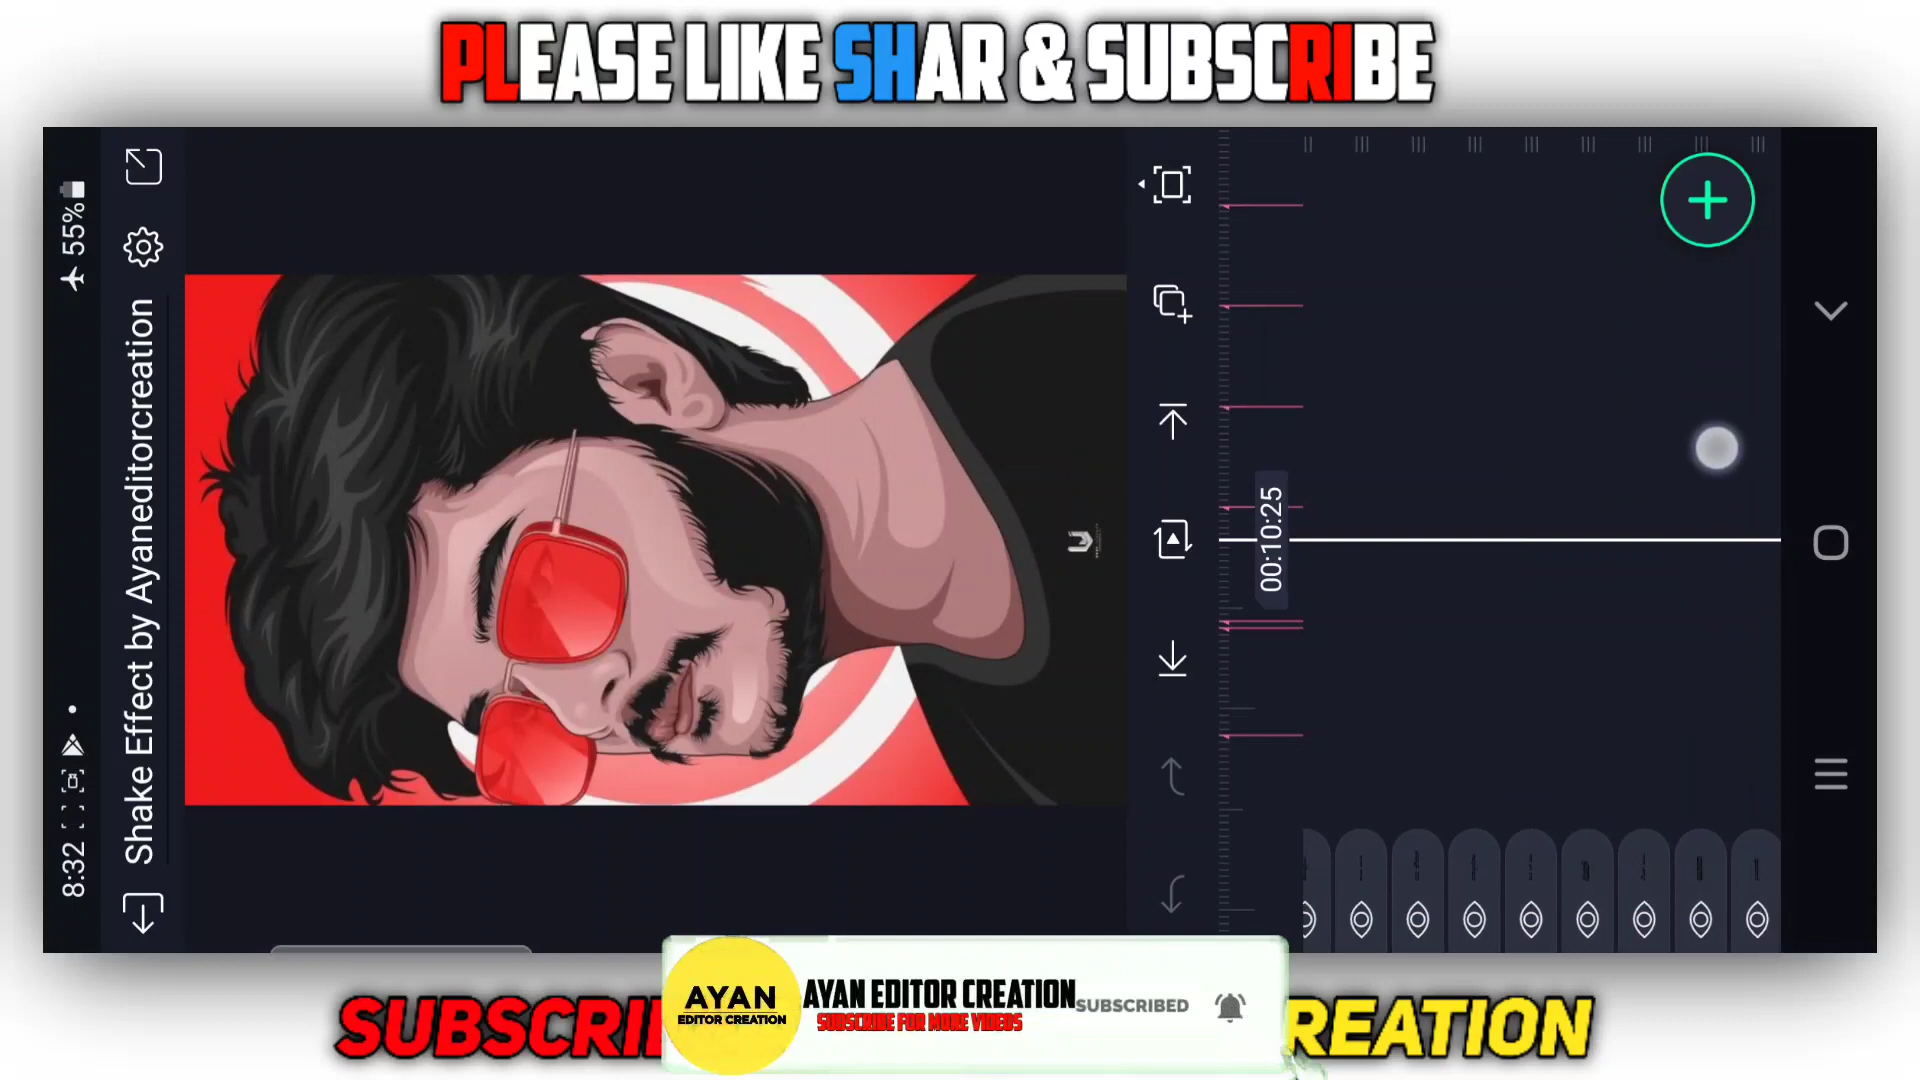 PLEASE LIKE SHAR & SUBSCRIBE
55%
8:32
Shake Effect by Ayaneditorcreation
00:10:25
AYAN
EDITOR CREATION
AYAN EDITOR CREATION
SUBSCRIBE FOR MORE VIDEOS
SUBSCRIBED
SUBSCRI
REATION